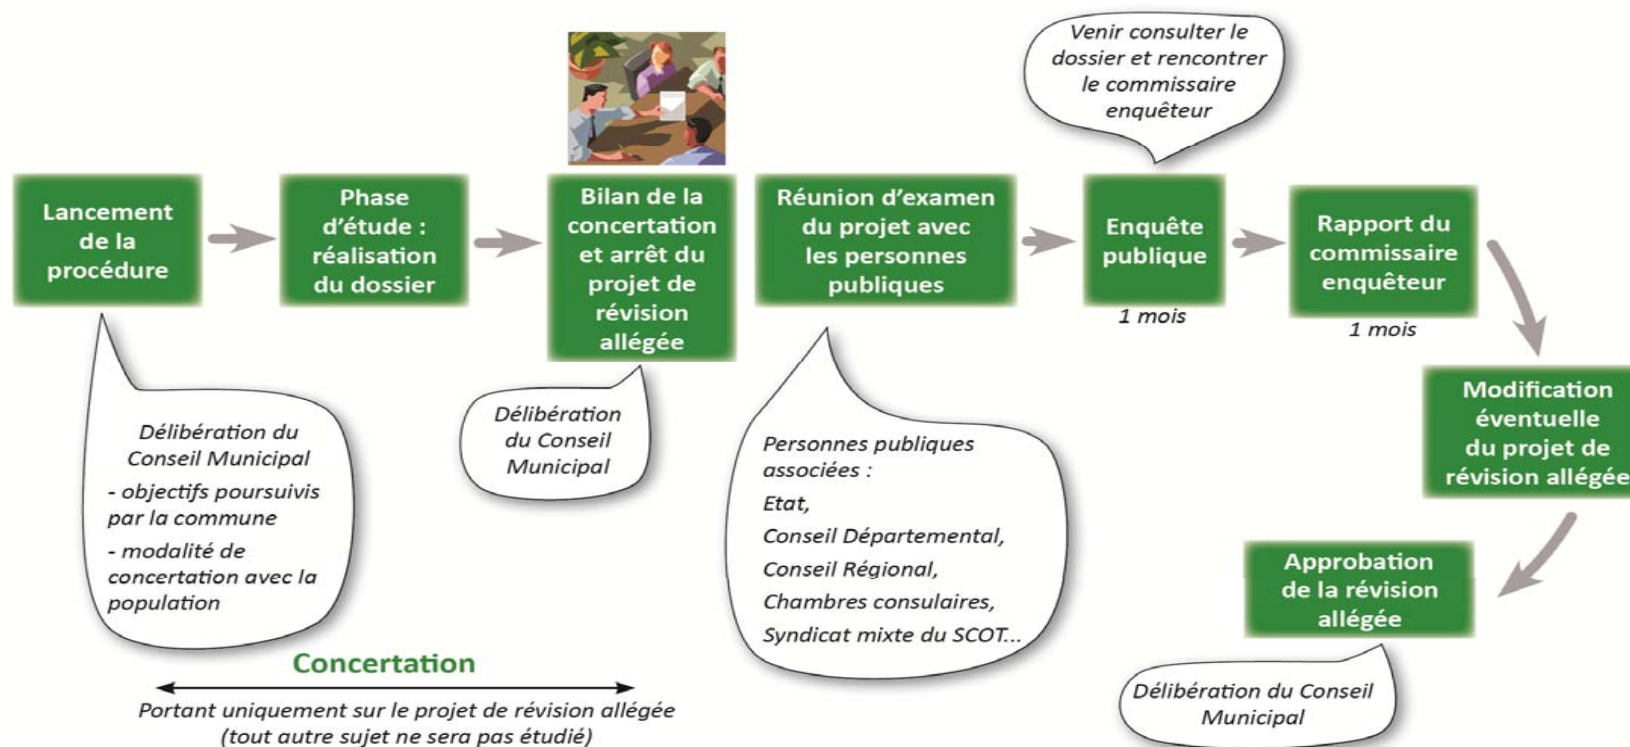 Venir consulter le
dossier et rencontrer
le commissaire
enquêteur
Lancement
de la
procédure
Phase
d'étude :
réalisation
du dossier
Bilan de la
concertation
et arrêt du
projet de
révision
allégée
Réunion d'examen
du projet avec
les personnes
publiques
Enquête
publique
1 mois
Rapport du
commissaire
enquêteur
1 mois
Modification
éventuelle
du projet de
révision allégée
Approbation
de la révision
allégée
Délibération du
Conseil Municipal
- objectifs poursuivis
par la commune
- modalité de
concertation avec la
population
Délibération
du Conseil
Municipal
Personnes publiques
associées :
Etat,
Conseil Départemental,
Conseil Régional,
Chambres consulaires,
Syndicat mixte du SCOT...
Délibération du Conseil
Municipal
Concertation
Portant uniquement sur le projet de révision allégée
(tout autre sujet ne sera pas étudié)